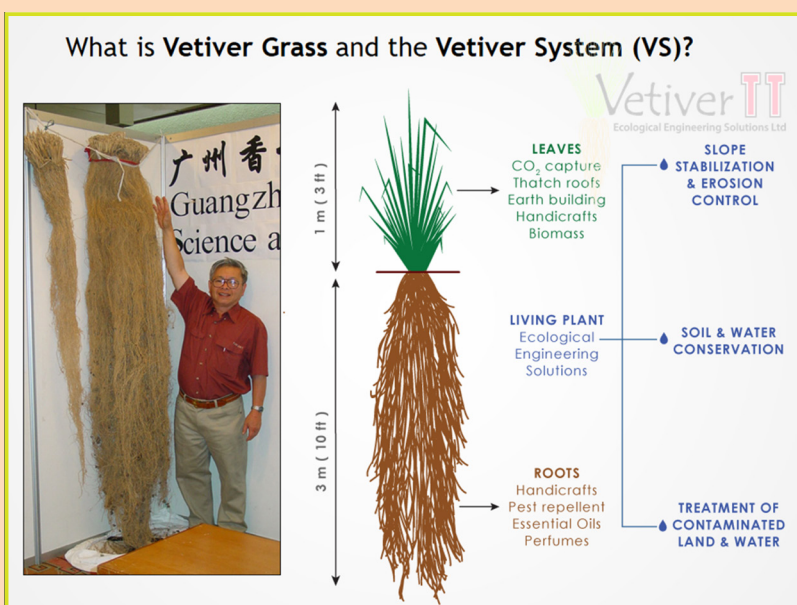 What is Vetiver Grass and the Vetiver System (VS)?
Vetiver TT
Ecological Engineering Solutions Ltd
广州香
Guangzh
Science a
1 m ( 3 ft )
3 m ( 10 ft )
LEAVES
CO₂ capture
Thatch roofs
Earth building
Handicrafts
Biomass
LIVING PLANT
Ecological
Engineering
Solutions
ROOTS
Handicrafts
Pest repellent
Essential Oils
Perfumes
SLOPE
STABILIZATION
& EROSION
CONTROL
SOIL & WATER
CONSERVATION
TREATMENT OF
CONTAMINATED
LAND & WATER